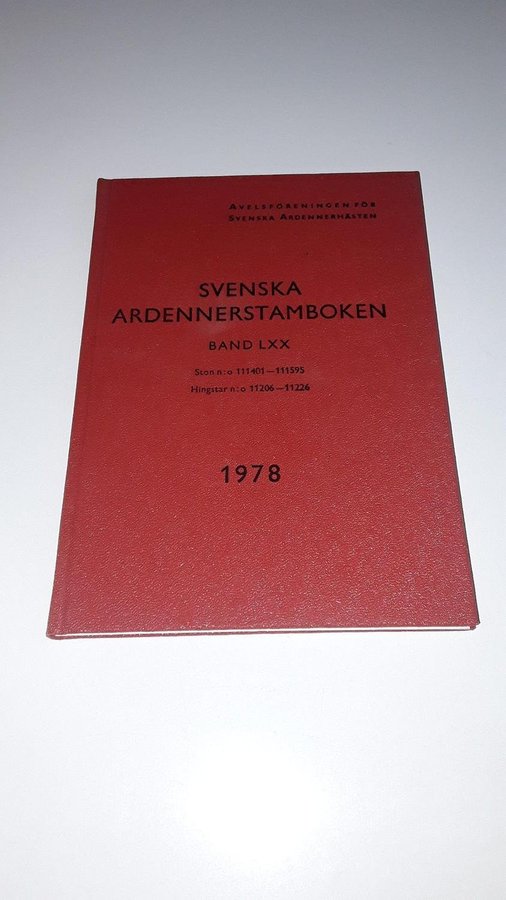 AVELSFÖRENINGEN FÖR
SVENSKA ARDENNERHÄSTEN
SVENSKA
ARDENNERSTAMBOKEN
BAND LXX
Ston n:o 111401—111595
Hingstar n:o 11206—11226
1978